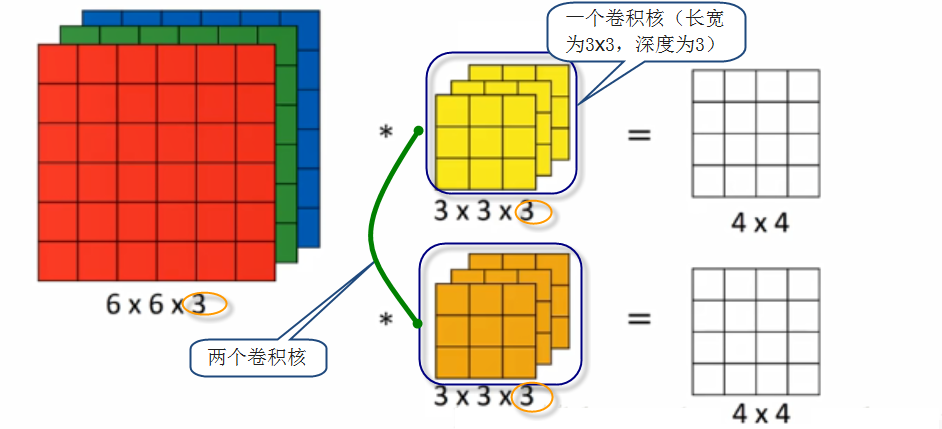 一个卷积核（长宽
为3x3，深度为3）
*
=
3 x 3 x 3
4 x 4
6 x 6 x 3
两个卷积核
*
=
3 x 3 x 3
4 x 4